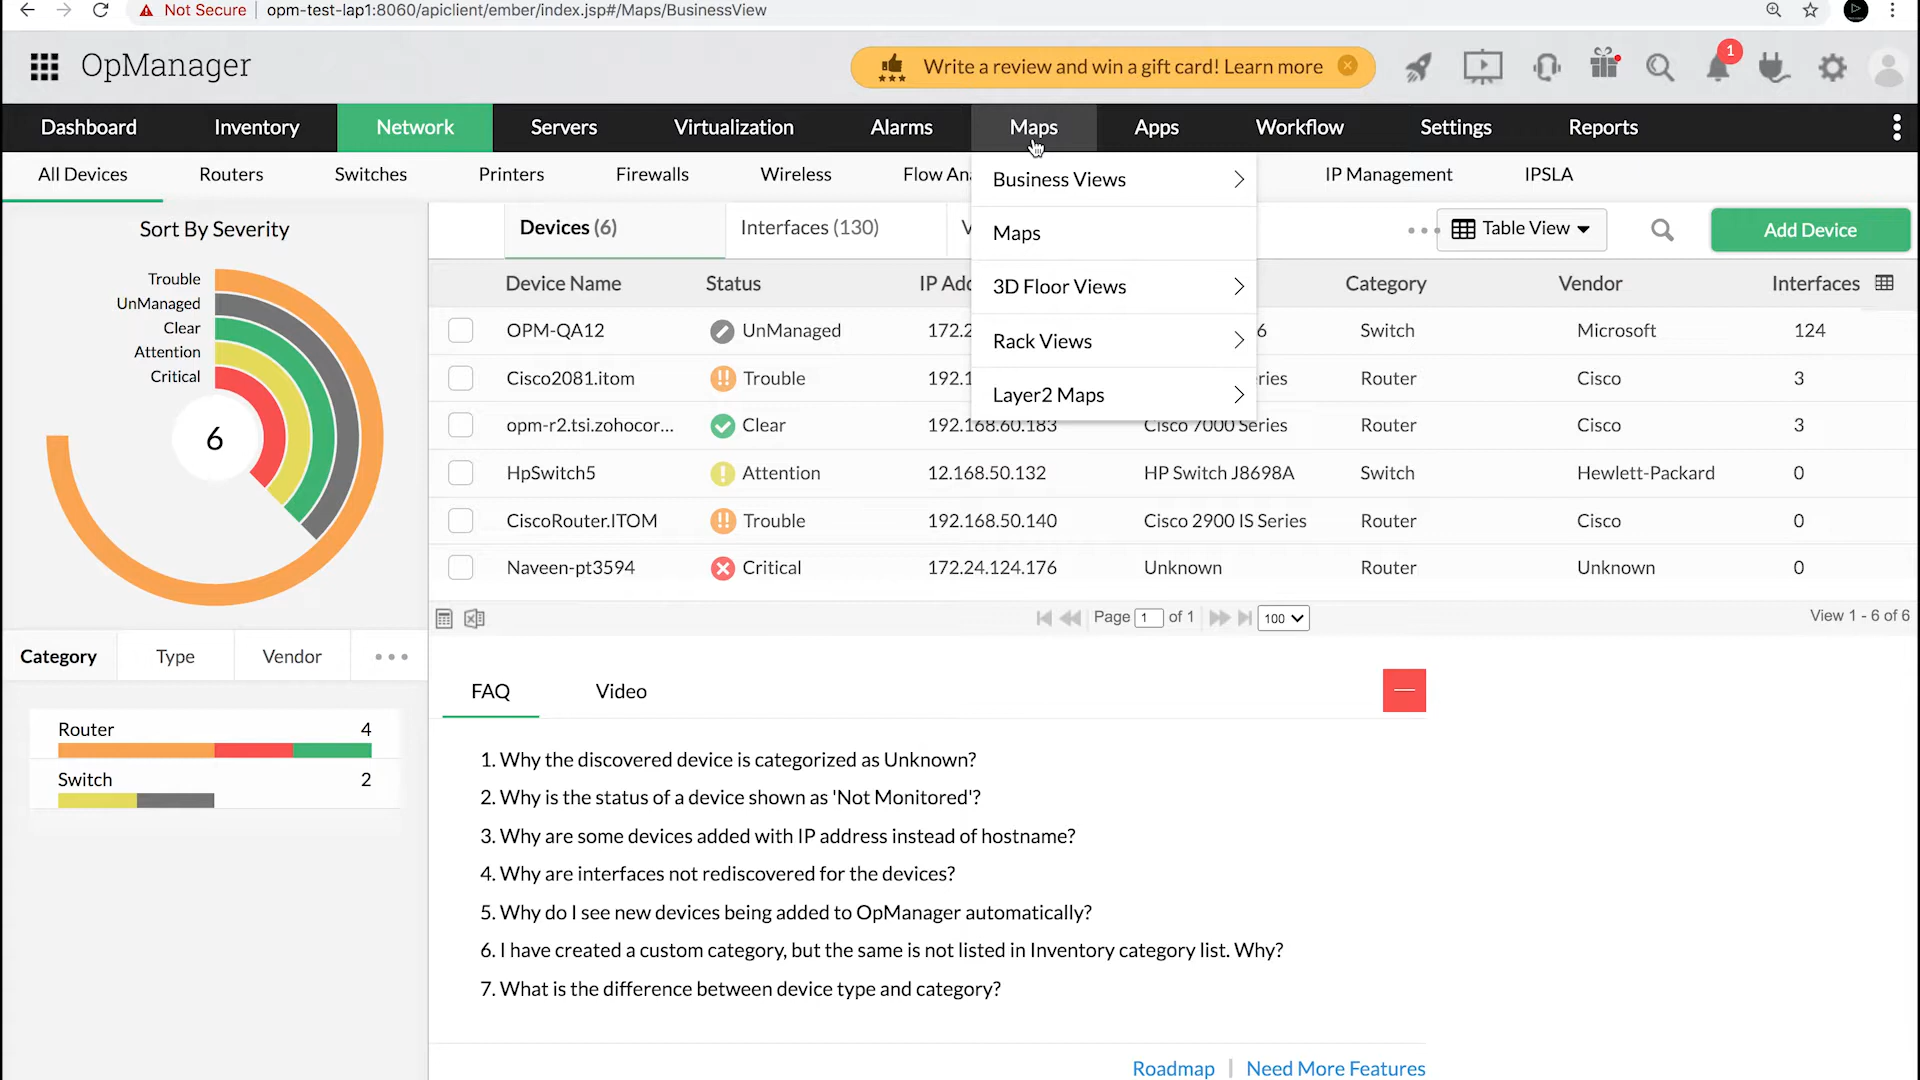 Not Secure opm-test-lap1:8060/apiclient/ember/index.jsp#/Maps/BusinessView
OpManager
Write a review and win a gift card! Learn more
1
Dashboard Inventory Network Servers Virtualization Alarms Maps Apps Workflow Settings Reports
All Devices Routers Switches Printers Firewalls Wireless Flow An IP Management IPSLA
Business Views
Maps
3D Floor Views
Rack Views
Layer2 Maps
Sort By Severity
Trouble
UnManaged
Clear
Attention
Critical
6
Devices (6) Interfaces (130) V Table View Add Device
Device Name Status IP Add Category Vendor Interfaces
OPM-QA12 UnManaged 172.2 6 Switch Microsoft 124
Cisco2081.itom Trouble 192.1 ries Router Cisco 3
opm-r2.tsi.zohocor... Clear 192.168.60.183 Cisco 7000 Series Router Cisco 3
HpSwitch5 Attention 12.168.50.132 HP Switch J8698A Switch Hewlett-Packard 0
CiscoRouter.ITOM Trouble 192.168.50.140 Cisco 2900 IS Series Router Cisco 0
Naveen-pt3594 Critical 172.24.124.176 Unknown Router Unknown 0
Page 1 of 1 100 View 1 - 6 of 6
Category Type Vendor
Router 4
Switch 2
FAQ Video
1. Why the discovered device is categorized as Unknown?
2. Why is the status of a device shown as 'Not Monitored'?
3. Why are some devices added with IP address instead of hostname?
4. Why are interfaces not rediscovered for the devices?
5. Why do I see new devices being added to OpManager automatically?
6. I have created a custom category, but the same is not listed in Inventory category list. Why?
7. What is the difference between device type and category?
Roadmap | Need More Features